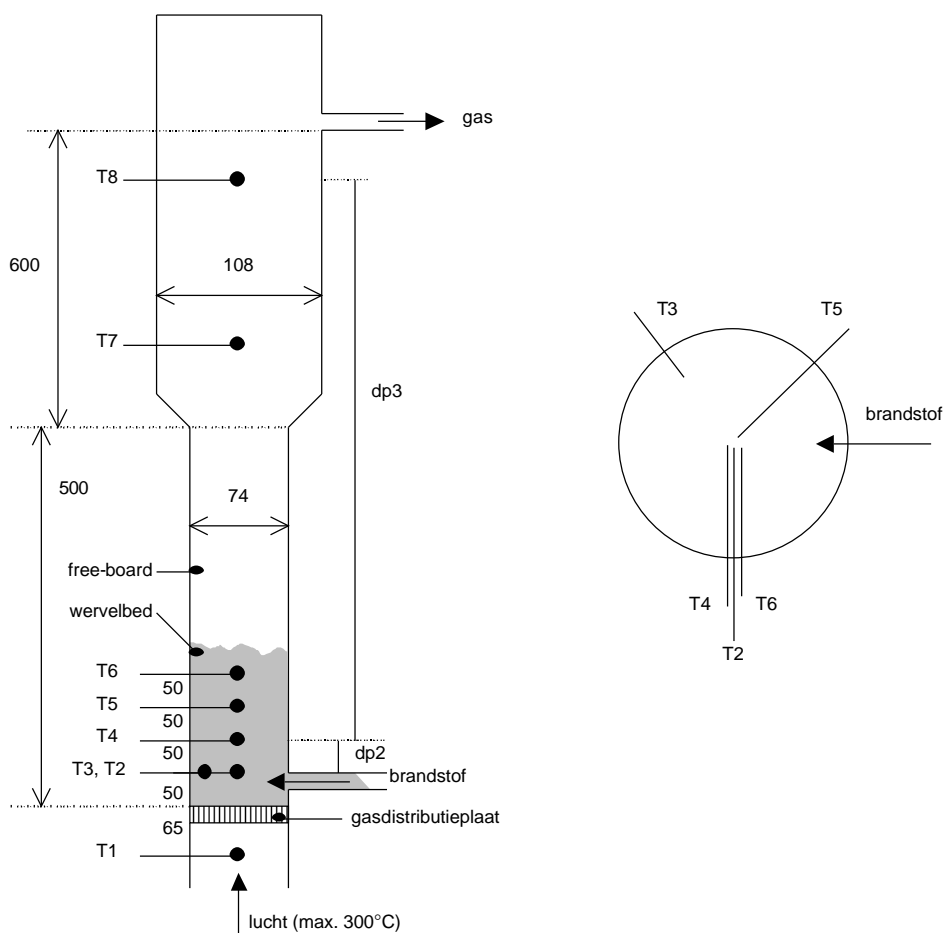 gas
T8
600
108
T7
dp3
T3
T5
brandstof
500
74
free-board
wervelbed
T4
T6
T2
T6
50
T5
50
T4
50
dp2
T3, T2
brandstof
50
gasdistributieplaat
65
T1
lucht (max. 300°C)